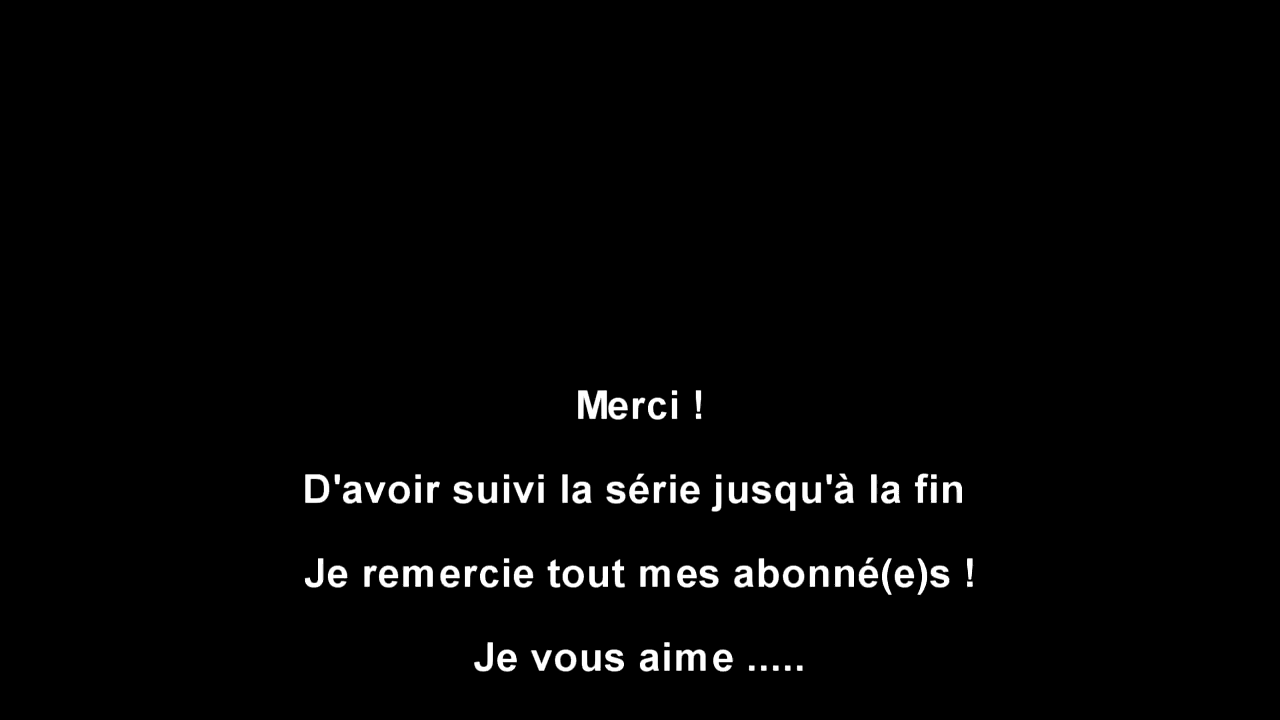 Merci !
D'avoir suivi la série jusqu'à la fin
Je remercie tout mes abonné(e)s !
Je vous aime .....